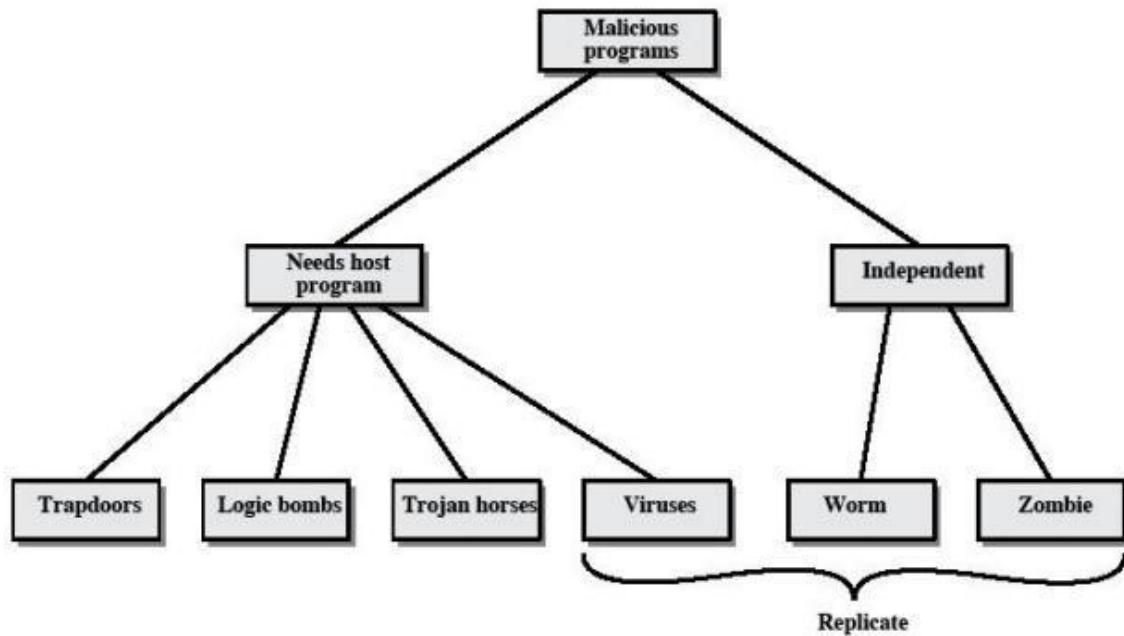 Malicious
programs
Needs host
program
Independent
Trapdoors
Logic bombs
Trojan horses
Viruses
Worm
Zombie
Replicate